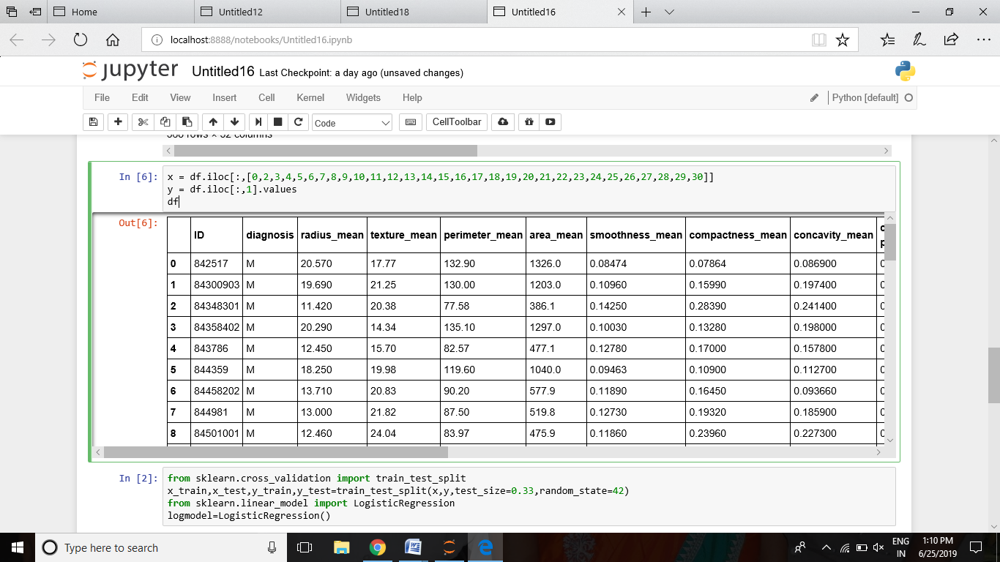 Home
Untitled12
Untitled18
Untitled16
localhost:8888/notebooks/Untitled16.ipynb
jupyter Untitled16 Last Checkpoint: a day ago (unsaved changes)
File Edit View Insert Cell Kernel Widgets Help
Python [default]
Code
CellToolbar
rows × 32 columns
In [6]:
x = df.iloc[:,[0,2,3,4,5,6,7,8,9,10,11,12,13,14,15,16,17,18,19,20,21,22,23,24,25,26,27,28,29,30]]
y = df.iloc[:,1].values
df
Out[6]:
ID diagnosis radius_mean texture_mean perimeter_mean area_mean smoothness_mean compactness_mean concavity_mean
0 842517 M 20.570 17.77 132.90 1326.0 0.08474 0.07864 0.086900
1 84300903 M 19.690 21.25 130.00 1203.0 0.10960 0.15990 0.197400
2 84348301 M 11.420 20.38 77.58 386.1 0.14250 0.28390 0.241400
3 84358402 M 20.290 14.34 135.10 1297.0 0.10030 0.13280 0.198000
4 843786 M 12.450 15.70 82.57 477.1 0.12780 0.17000 0.157800
5 844359 M 18.250 19.98 119.60 1040.0 0.09463 0.10900 0.112700
6 84458202 M 13.710 20.83 90.20 577.9 0.11890 0.16450 0.093660
7 844981 M 13.000 21.82 87.50 519.8 0.12730 0.19320 0.185900
8 84501001 M 12.460 24.04 83.97 475.9 0.11860 0.23960 0.227300
In [2]:
from sklearn.cross_validation import train_test_split
x_train,x_test,y_train,y_test=train_test_split(x,y,test_size=0.33,random_state=42)
from sklearn.linear_model import LogisticRegression
logmodel=LogisticRegression()
Type here to search
ENG
IN
1:10 PM
6/25/2019